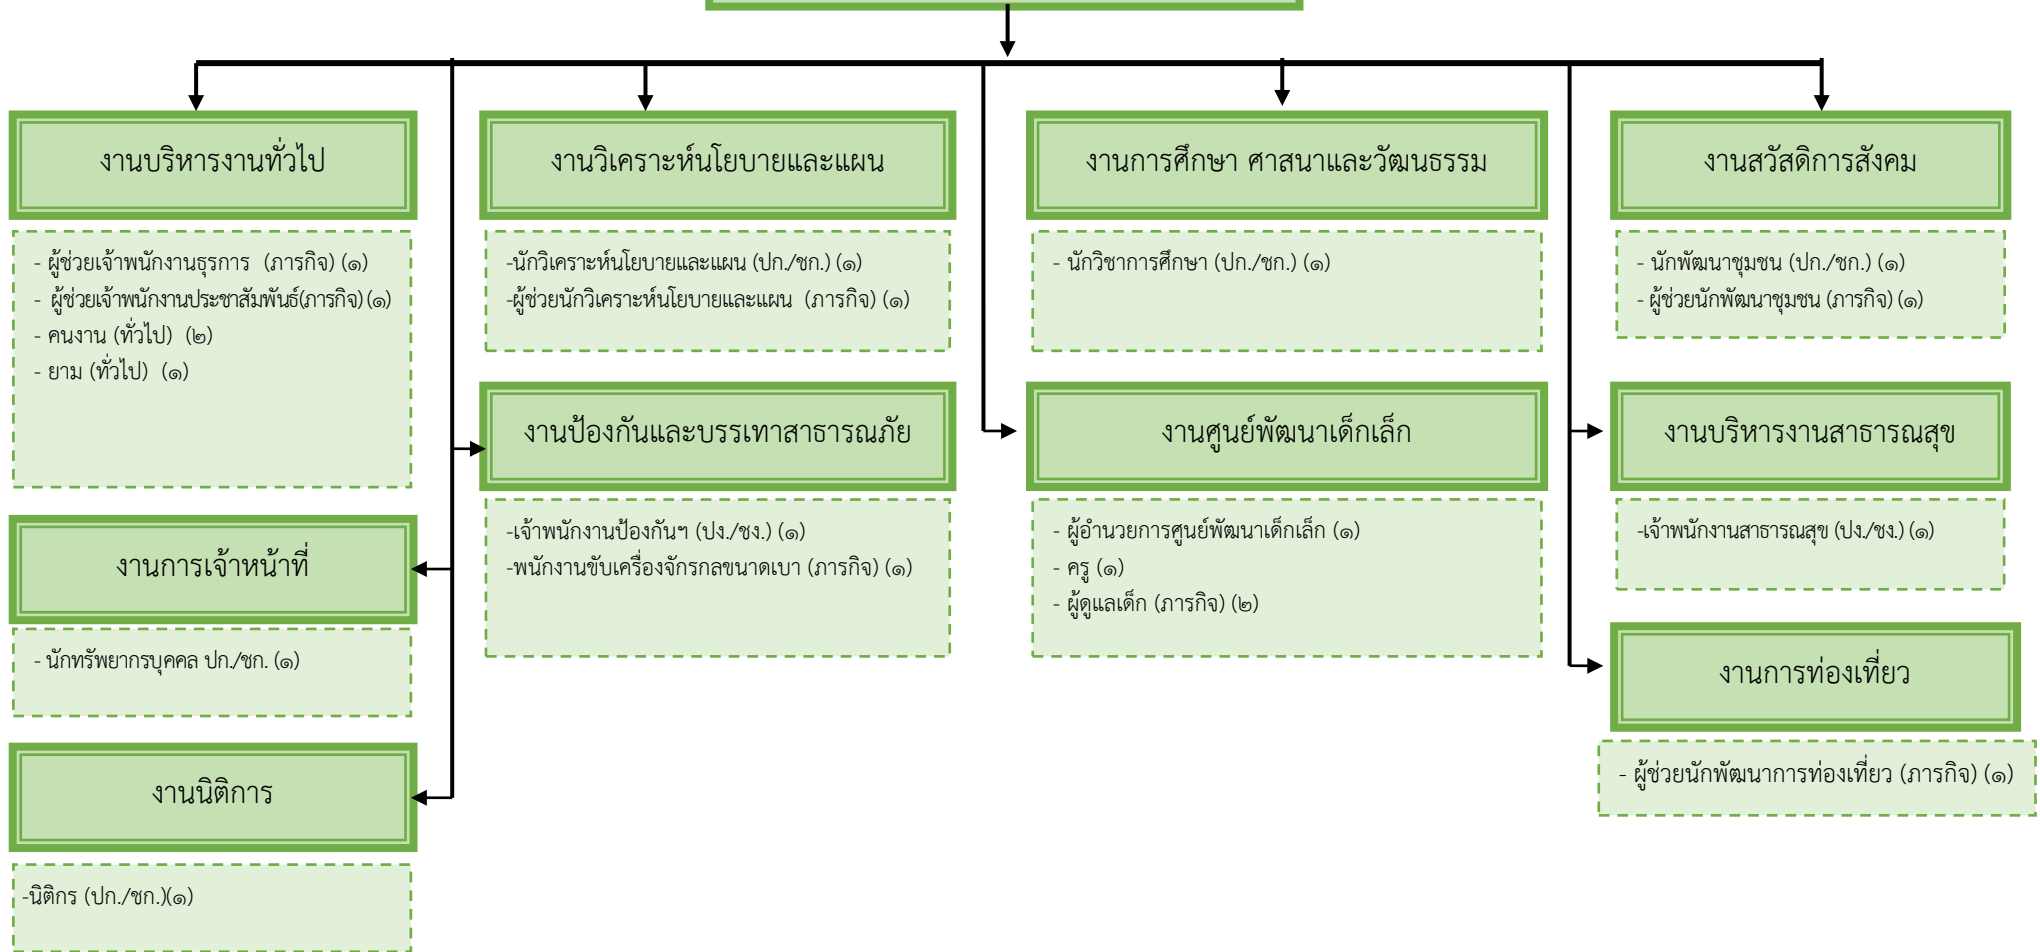 งานบริหารงานทั่วไป
- ผู้ช่วยเจ้าพนักงานธุรการ (ภารกิจ) (๑)
- ผู้ช่วยเจ้าพนักงานประชาสัมพันธ์(ภารกิจ) (๑)
- คนงาน (ทั่วไป) (๒)
- ยาม (ทั่วไป) (๑)
งานการเจ้าหน้าที่
- นักทรัพยากรบุคคล ปก./ชก. (๑)
งานนิติการ
-นิติกร (ปก./ชก.)(๑)
งานวิเคราะห์นโยบายและแผน
-นักวิเคราะห์นโยบายและแผน (ปก./ชก.) (๑)
-ผู้ช่วยนักวิเคราะห์นโยบายและแผน (ภารกิจ) (๑)
งานป้องกันและบรรเทาสาธารณภัย
-เจ้าพนักงานป้องกันฯ (ปง./ชง.) (๑)
-พนักงานขับเครื่องจักรกลขนาดเบา (ภารกิจ) (๑)
งานการศึกษา ศาสนาและวัฒนธรรม
- นักวิชาการศึกษา (ปก./ชก.) (๑)
งานศูนย์พัฒนาเด็กเล็ก
- ผู้อำนวยการศูนย์พัฒนาเด็กเล็ก (๑)
- ครู (๑)
- ผู้ดูแลเด็ก (ภารกิจ) (๒)
งานสวัสดิการสังคม
- นักพัฒนาชุมชน (ปก./ชก.) (๑)
- ผู้ช่วยนักพัฒนาชุมชน (ภารกิจ) (๑)
งานบริหารงานสาธารณสุข
-เจ้าพนักงานสาธารณสุข (ปง./ชง.) (๑)
งานการท่องเที่ยว
- ผู้ช่วยนักพัฒนาการท่องเที่ยว (ภารกิจ) (๑)